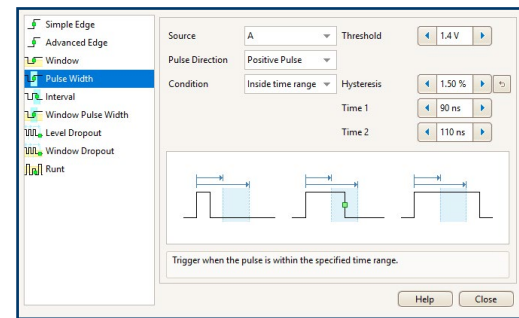 Simple Edge
Advanced Edge
Window
Pulse Width
Interval
Window Pulse Width
Level Dropout
Window Dropout
Runt
Source A Threshold 1.4 V
Pulse Direction Positive Pulse
Condition Inside time range Hysteresis 1.50 %
Time 1 90 ns
Time 2 110 ns
Trigger when the pulse is within the specified time range.
Help Close